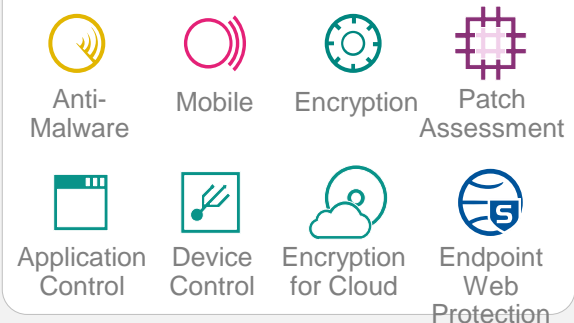 Anti-
Malware
Mobile
Encryption
Patch
Assessment
Application
Control
Device
Control
Encryption
for Cloud
Endpoint
Web
Protection
S